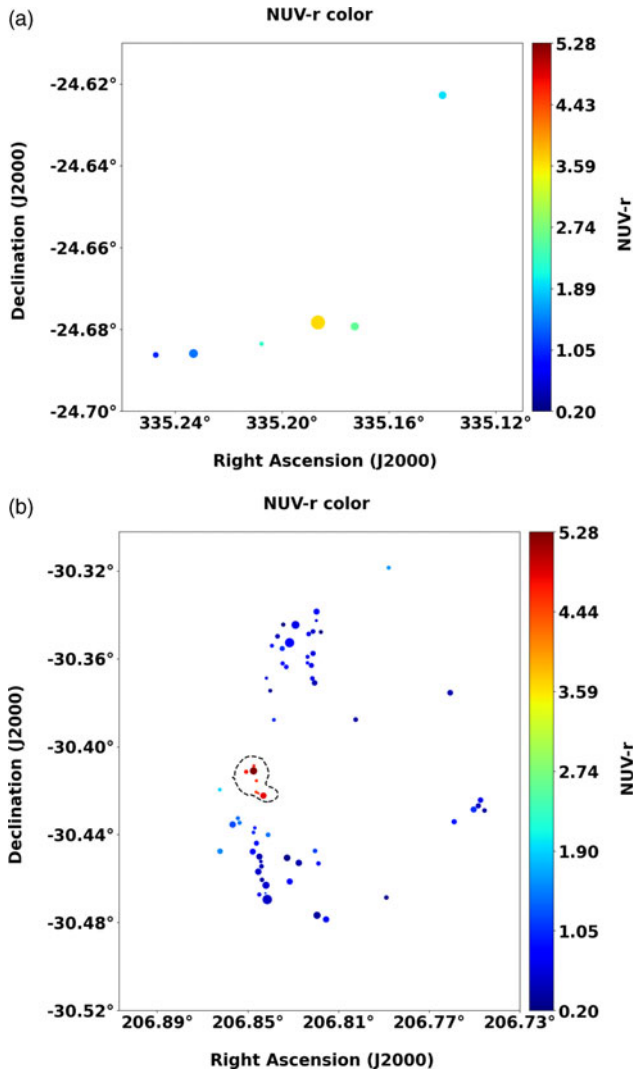 (a)
NUV-r color
-24.62°
-24.64°
-24.66°
-24.68°
-24.70°
Declination (J2000)
335.24° 335.20° 335.16° 335.12°
Right Ascension (J2000)
5.28
4.43
3.59
2.74
1.89
1.05
0.20
NUV-r
(b)
NUV-r color
-30.32°
-30.36°
-30.40°
-30.44°
-30.48°
-30.52°
Declination (J2000)
206.89° 206.85° 206.81° 206.77° 206.73°
Right Ascension (J2000)
5.28
4.44
3.59
2.74
1.90
1.05
0.20
NUV-r